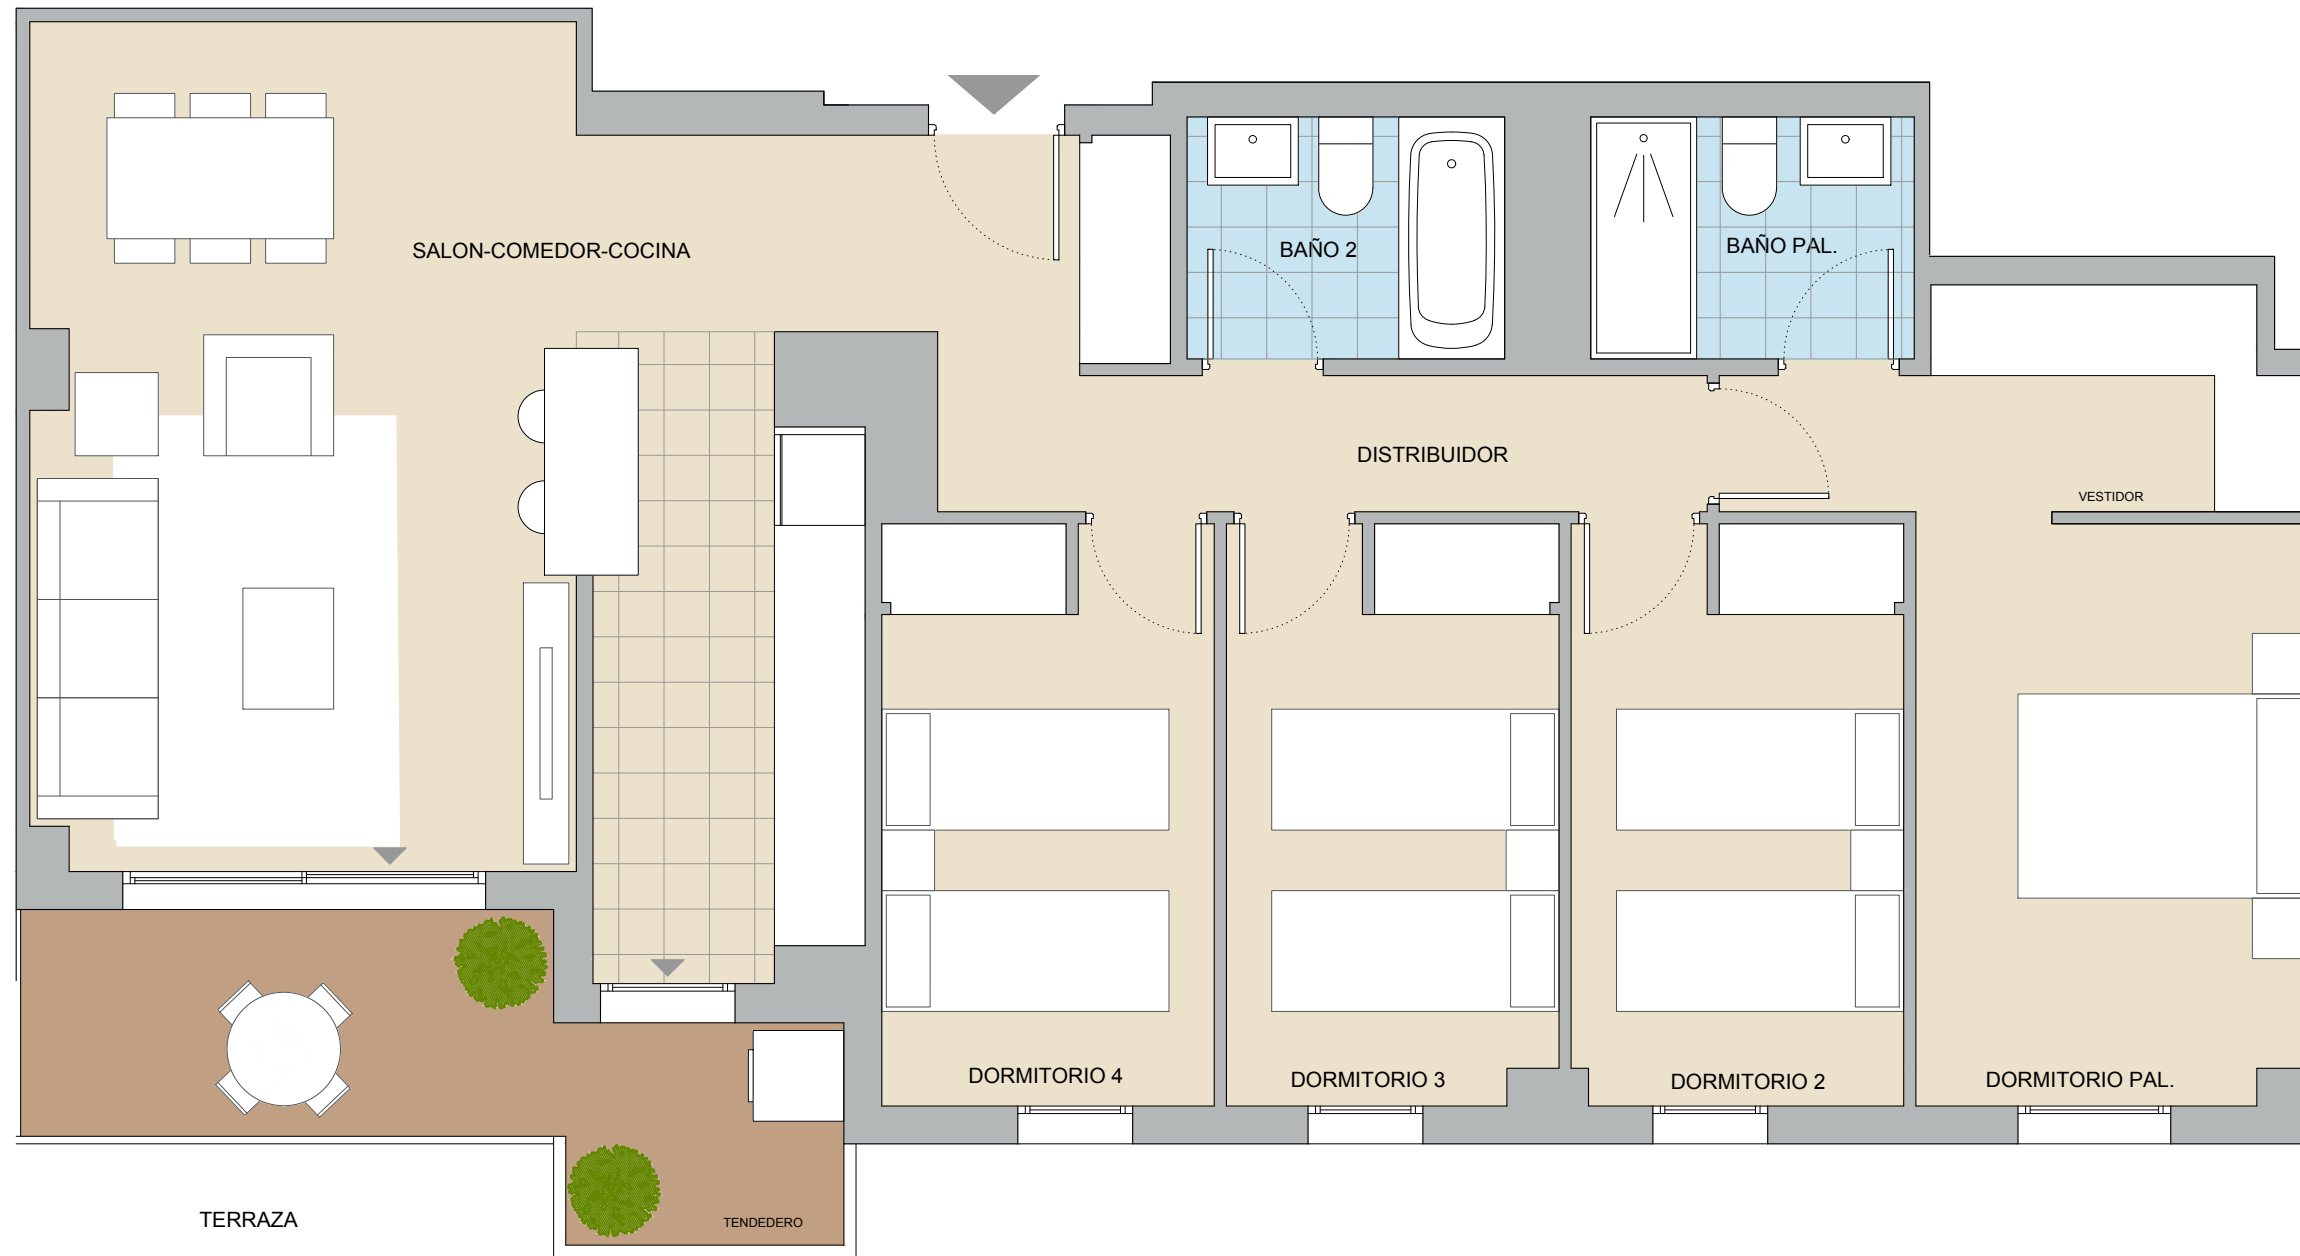 SALON-COMEDOR-COCINA
BAÑO 2
BAÑO PAL.
DISTRIBUIDOR
VESTIDOR
DORMITORIO 4
DORMITORIO 3
DORMITORIO 2
DORMITORIO PAL.
TERRAZA
TENDEDERO